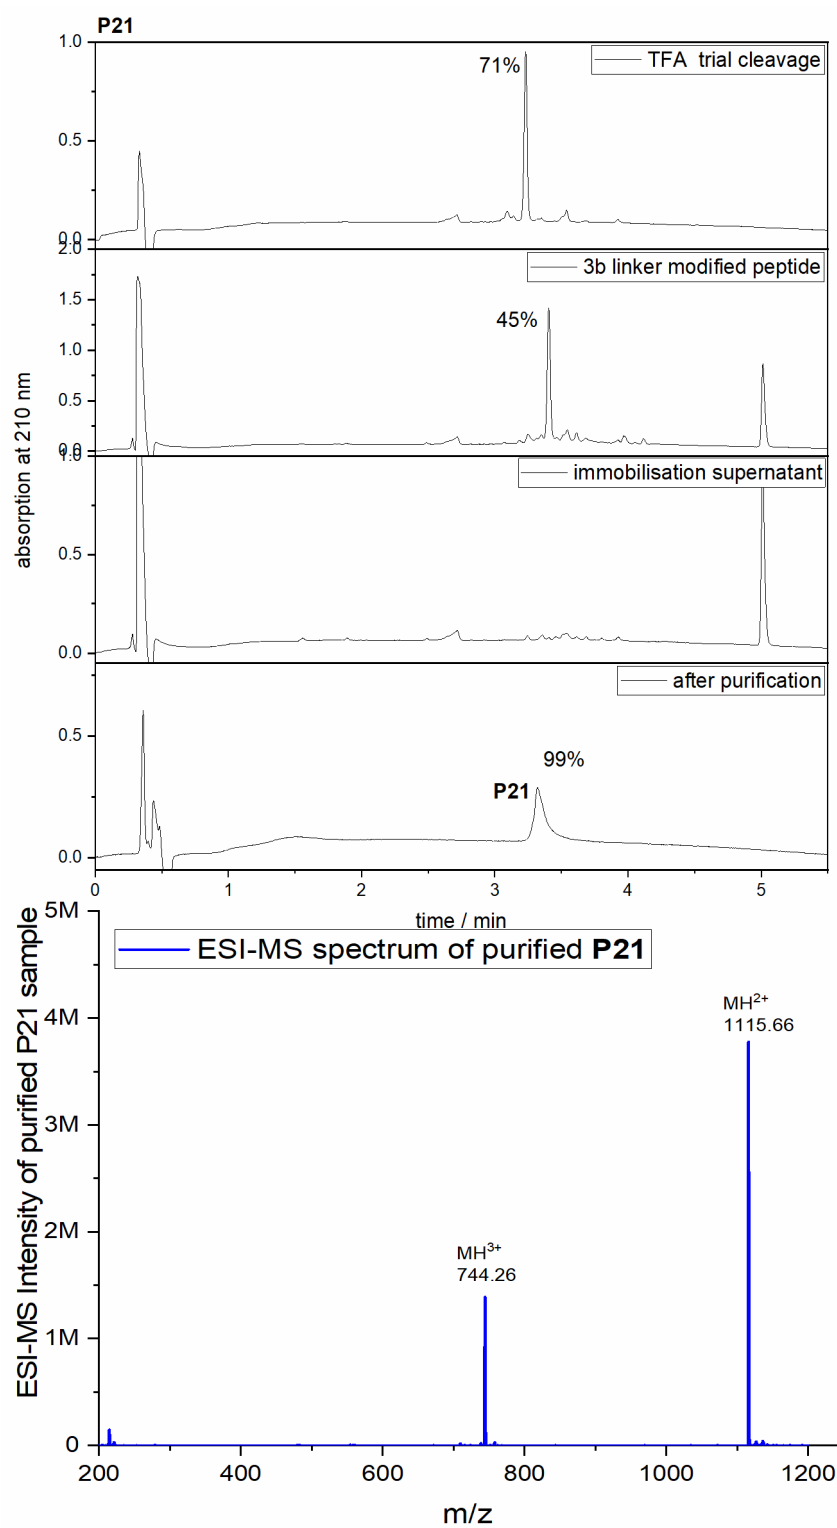 P21
1.0
71%
TFA trial cleavage
0.5
0.0
2.0
3b linker modified peptide
1.5
45%
1.0
0.5
0.0
1.0
immobilisation supernatant
0.5
0.0
after purification
0.5
99%
P21
0.0
absorption at 210 nm
0 1 2 3 4 5
time / min
5M
ESI-MS spectrum of purified P21
4M
MH²⁺
1115.66
3M
2M
MH³⁺
744.26
1M
0
ESI-MS Intensity of purified P21 sample
200 400 600 800 1000 1200
m/z